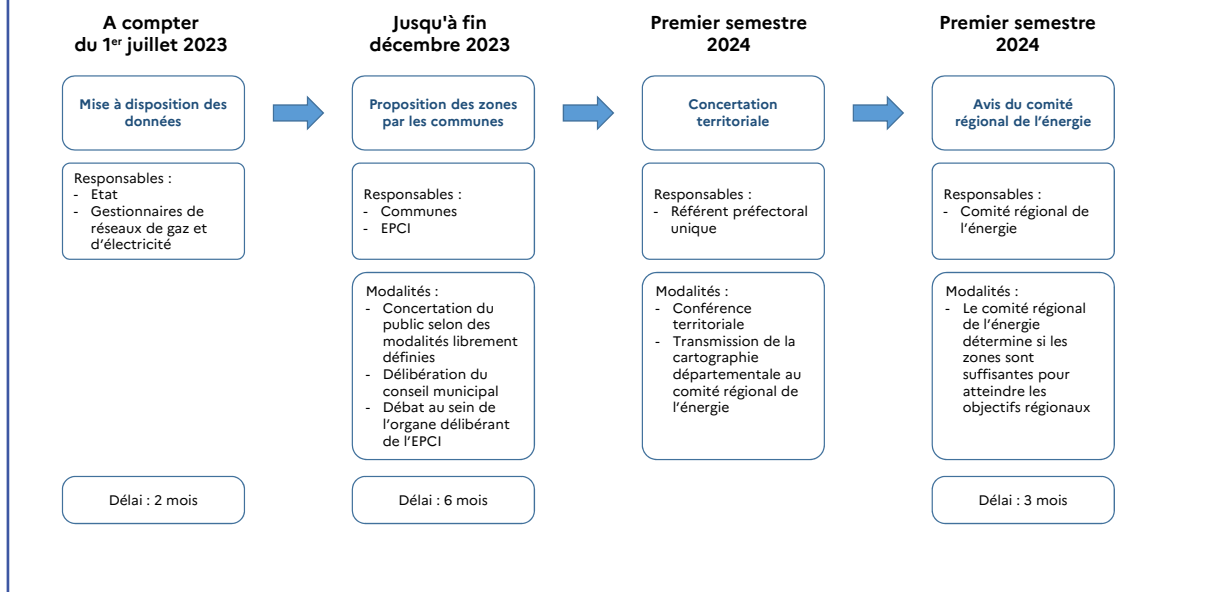 A compter
du 1er juillet 2023
Jusqu'à fin
décembre 2023
Premier semestre
2024
Premier semestre
2024
Mise à disposition des
données
Proposition des zones
par les communes
Concertation
territoriale
Avis du comité
régional de l'énergie
Responsables :
- Etat
- Gestionnaires de
réseaux de gaz et
d'électricité
Responsables :
- Communes
- EPCI
Responsables :
- Référent préfectoral
unique
Responsables :
- Comité régional de
l'énergie
Modalités :
- Concertation du
public selon des
modalités librement
définies
- Délibération du
conseil municipal
- Débat au sein de
l'organe délibérant
de l'EPCI
Modalités :
- Conférence
territoriale
- Transmission de la
cartographie
départementale au
comité régional de
l'énergie
Modalités :
- Le comité régional
de l'énergie
détermine si les
zones sont
suffisantes pour
atteindre les
objectifs régionaux
Délai : 2 mois
Délai : 6 mois
Délai : 3 mois